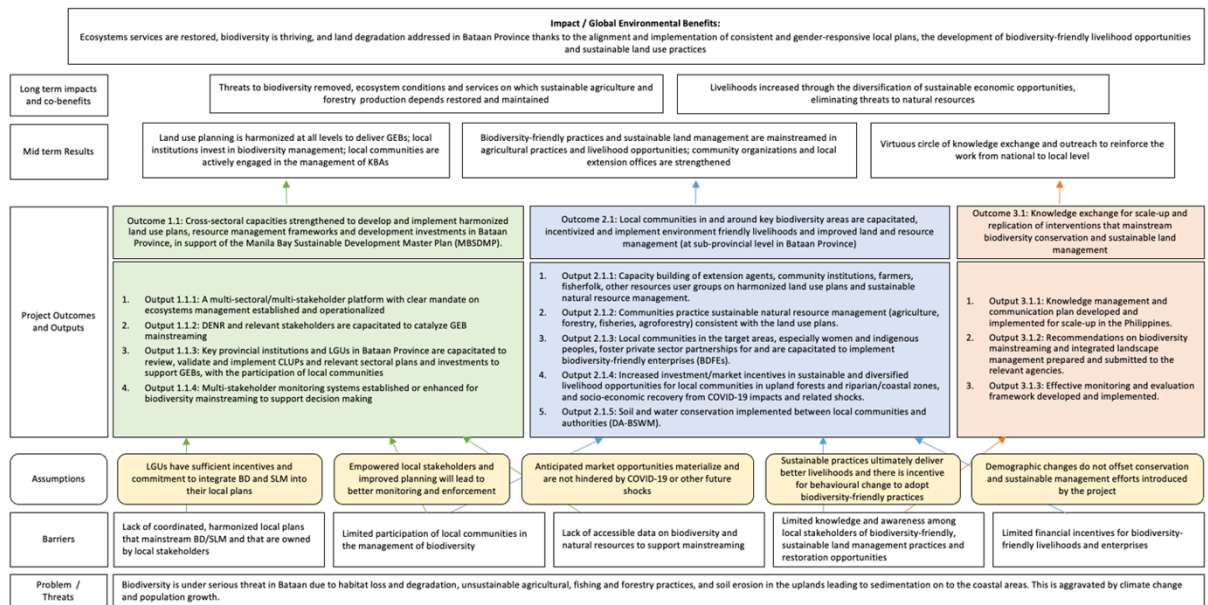 Impact / Global Environmental Benefits:
Ecosystems services are restored, biodiversity is thriving, and land degradation addressed in Bataan Province thanks to the alignment and implementation of consistent and gender-responsive local plans, the development of biodiversity-friendly livelihood opportunities
and sustainable land use practices
Long term impacts
and co-benefits
Threats to biodiversity removed, ecosystem conditions and services on which sustainable agriculture and
forestry production depends restored and maintained
Livelihoods increased through the diversification of sustainable economic opportunities,
eliminating threats to natural resources
Mid term Results
Land use planning is harmonized at all levels to deliver GEBs; local
institutions invest in biodiversity management; local communities are
actively engaged in the management of KBAs
Biodiversity-friendly practices and sustainable land management are mainstreamed in
agricultural practices and livelihood opportunities; community organizations and local
extension offices are strengthened
Virtuous circle of knowledge exchange and outreach to reinforce the
work from national to local level
Project Outcomes
and Outputs
Outcome 1.1: Cross-sectoral capacities strengthened to develop and implement harmonized
land use plans, resource management frameworks and development investments in Bataan
Province, in support of the Manila Bay Sustainable Development Master Plan (MBSDMP).
1. Output 1.1.1: A multi-sectoral/multi-stakeholder platform with clear mandate on
ecosystems management established and operationalized
2. Output 1.1.2: DENR and relevant stakeholders are capacitated to catalyze GEB
mainstreaming
3. Output 1.1.3: Key provincial institutions and LGUs in Bataan Province are capacitated to
review, validate and implement CLUPs and relevant sectoral plans and investments to
support GEBs, with the participation of local communities
4. Output 1.1.4: Multi-stakeholder monitoring systems established or enhanced for
biodiversity mainstreaming to support decision making
Outcome 2.1: Local communities in and around key biodiversity areas are capacitated,
incentivized and implement environment friendly livelihoods and improved land and resource
management (at sub-provincial level in Bataan Province)
1. Output 2.1.1: Capacity building of extension agents, community institutions, farmers,
fisherfolk, other resources user groups on harmonized land use plans and sustainable
natural resource management.
2. Output 2.1.2: Communities practice sustainable natural resource management (agriculture,
forestry, fisheries, agroforestry) consistent with the land use plans.
3. Output 2.1.3: Local communities in the target areas, especially women and indigenous
peoples, foster private sector partnerships for and are capacitated to implement
biodiversity-friendly enterprises (BDFEs).
4. Output 2.1.4: Increased investment/market incentives in sustainable and diversified
livelihood opportunities for local communities in upland forests and riparian/coastal zones,
and socio-economic recovery from COVID-19 impacts and related shocks.
5. Output 2.1.5: Soil and water conservation implemented between local communities and
authorities (DA-BSWM).
Outcome 3.1: Knowledge exchange for scale-up and
replication of interventions that mainstream
biodiversity conservation and sustainable land
management
1. Output 3.1.1: Knowledge management and
communication plan developed and
implemented for scale-up in the Philippines.
2. Output 3.1.2: Recommendations on biodiversity
mainstreaming and integrated landscape
management prepared and submitted to the
relevant agencies.
3. Output 3.1.3: Effective monitoring and evaluation
framework developed and implemented.
Assumptions
LGUs have sufficient incentives and
commitment to integrate BD and SLM into
their local plans
Empowered local stakeholders and
improved planning will lead to
better monitoring and enforcement
Anticipated market opportunities materialize and
are not hindered by COVID-19 or other future
shocks
Sustainable practices ultimately deliver
better livelihoods and there is incentive
for behavioural change to adopt
biodiversity-friendly practices
Demographic changes do not offset conservation
and sustainable management efforts introduced
by the project
Barriers
Lack of coordinated, harmonized local plans
that mainstream BD/SLM and that are owned
by local stakeholders
Limited participation of local communities in
the management of biodiversity
Lack of accessible data on biodiversity and
natural resources to support mainstreaming
Limited knowledge and awareness among
local stakeholders of biodiversity-friendly,
sustainable land management practices and
restoration opportunities
Limited financial incentives for biodiversity-
friendly livelihoods and enterprises
Problem /
Threats
Biodiversity is under serious threat in Bataan due to habitat loss and degradation, unsustainable agricultural, fishing and forestry practices, and soil erosion in the uplands leading to sedimentation on to the coastal areas. This is aggravated by climate change
and population growth.